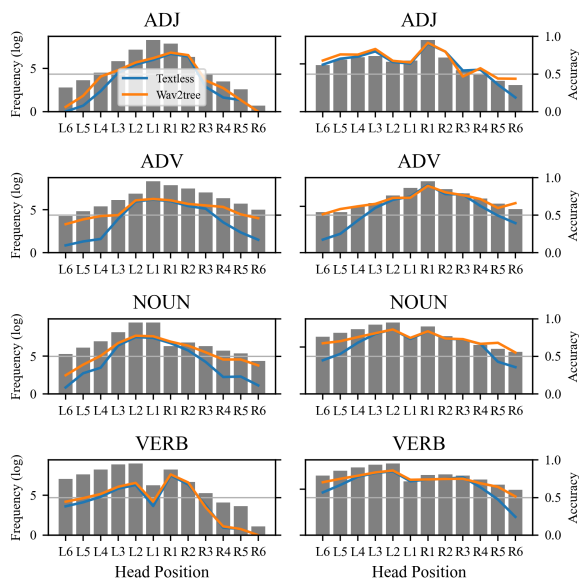 ADJ
ADJ
Frequency (log)
5
0
Textless
Wav2tree
L6 L5 L4 L3 L2 L1 R1 R2 R3 R4 R5 R6
L6 L5 L4 L3 L2 L1 R1 R2 R3 R4 R5 R6
1.0
0.5
0.0
Accuracy
ADV
ADV
Frequency (log)
5
0
L6 L5 L4 L3 L2 L1 R1 R2 R3 R4 R5 R6
L6 L5 L4 L3 L2 L1 R1 R2 R3 R4 R5 R6
1.0
0.5
0.0
Accuracy
NOUN
NOUN
Frequency (log)
5
0
L6 L5 L4 L3 L2 L1 R1 R2 R3 R4 R5 R6
L6 L5 L4 L3 L2 L1 R1 R2 R3 R4 R5 R6
1.0
0.5
0.0
Accuracy
VERB
VERB
Frequency (log)
5
0
L6 L5 L4 L3 L2 L1 R1 R2 R3 R4 R5 R6
L6 L5 L4 L3 L2 L1 R1 R2 R3 R4 R5 R6
1.0
0.5
0.0
Accuracy
Head Position
Head Position